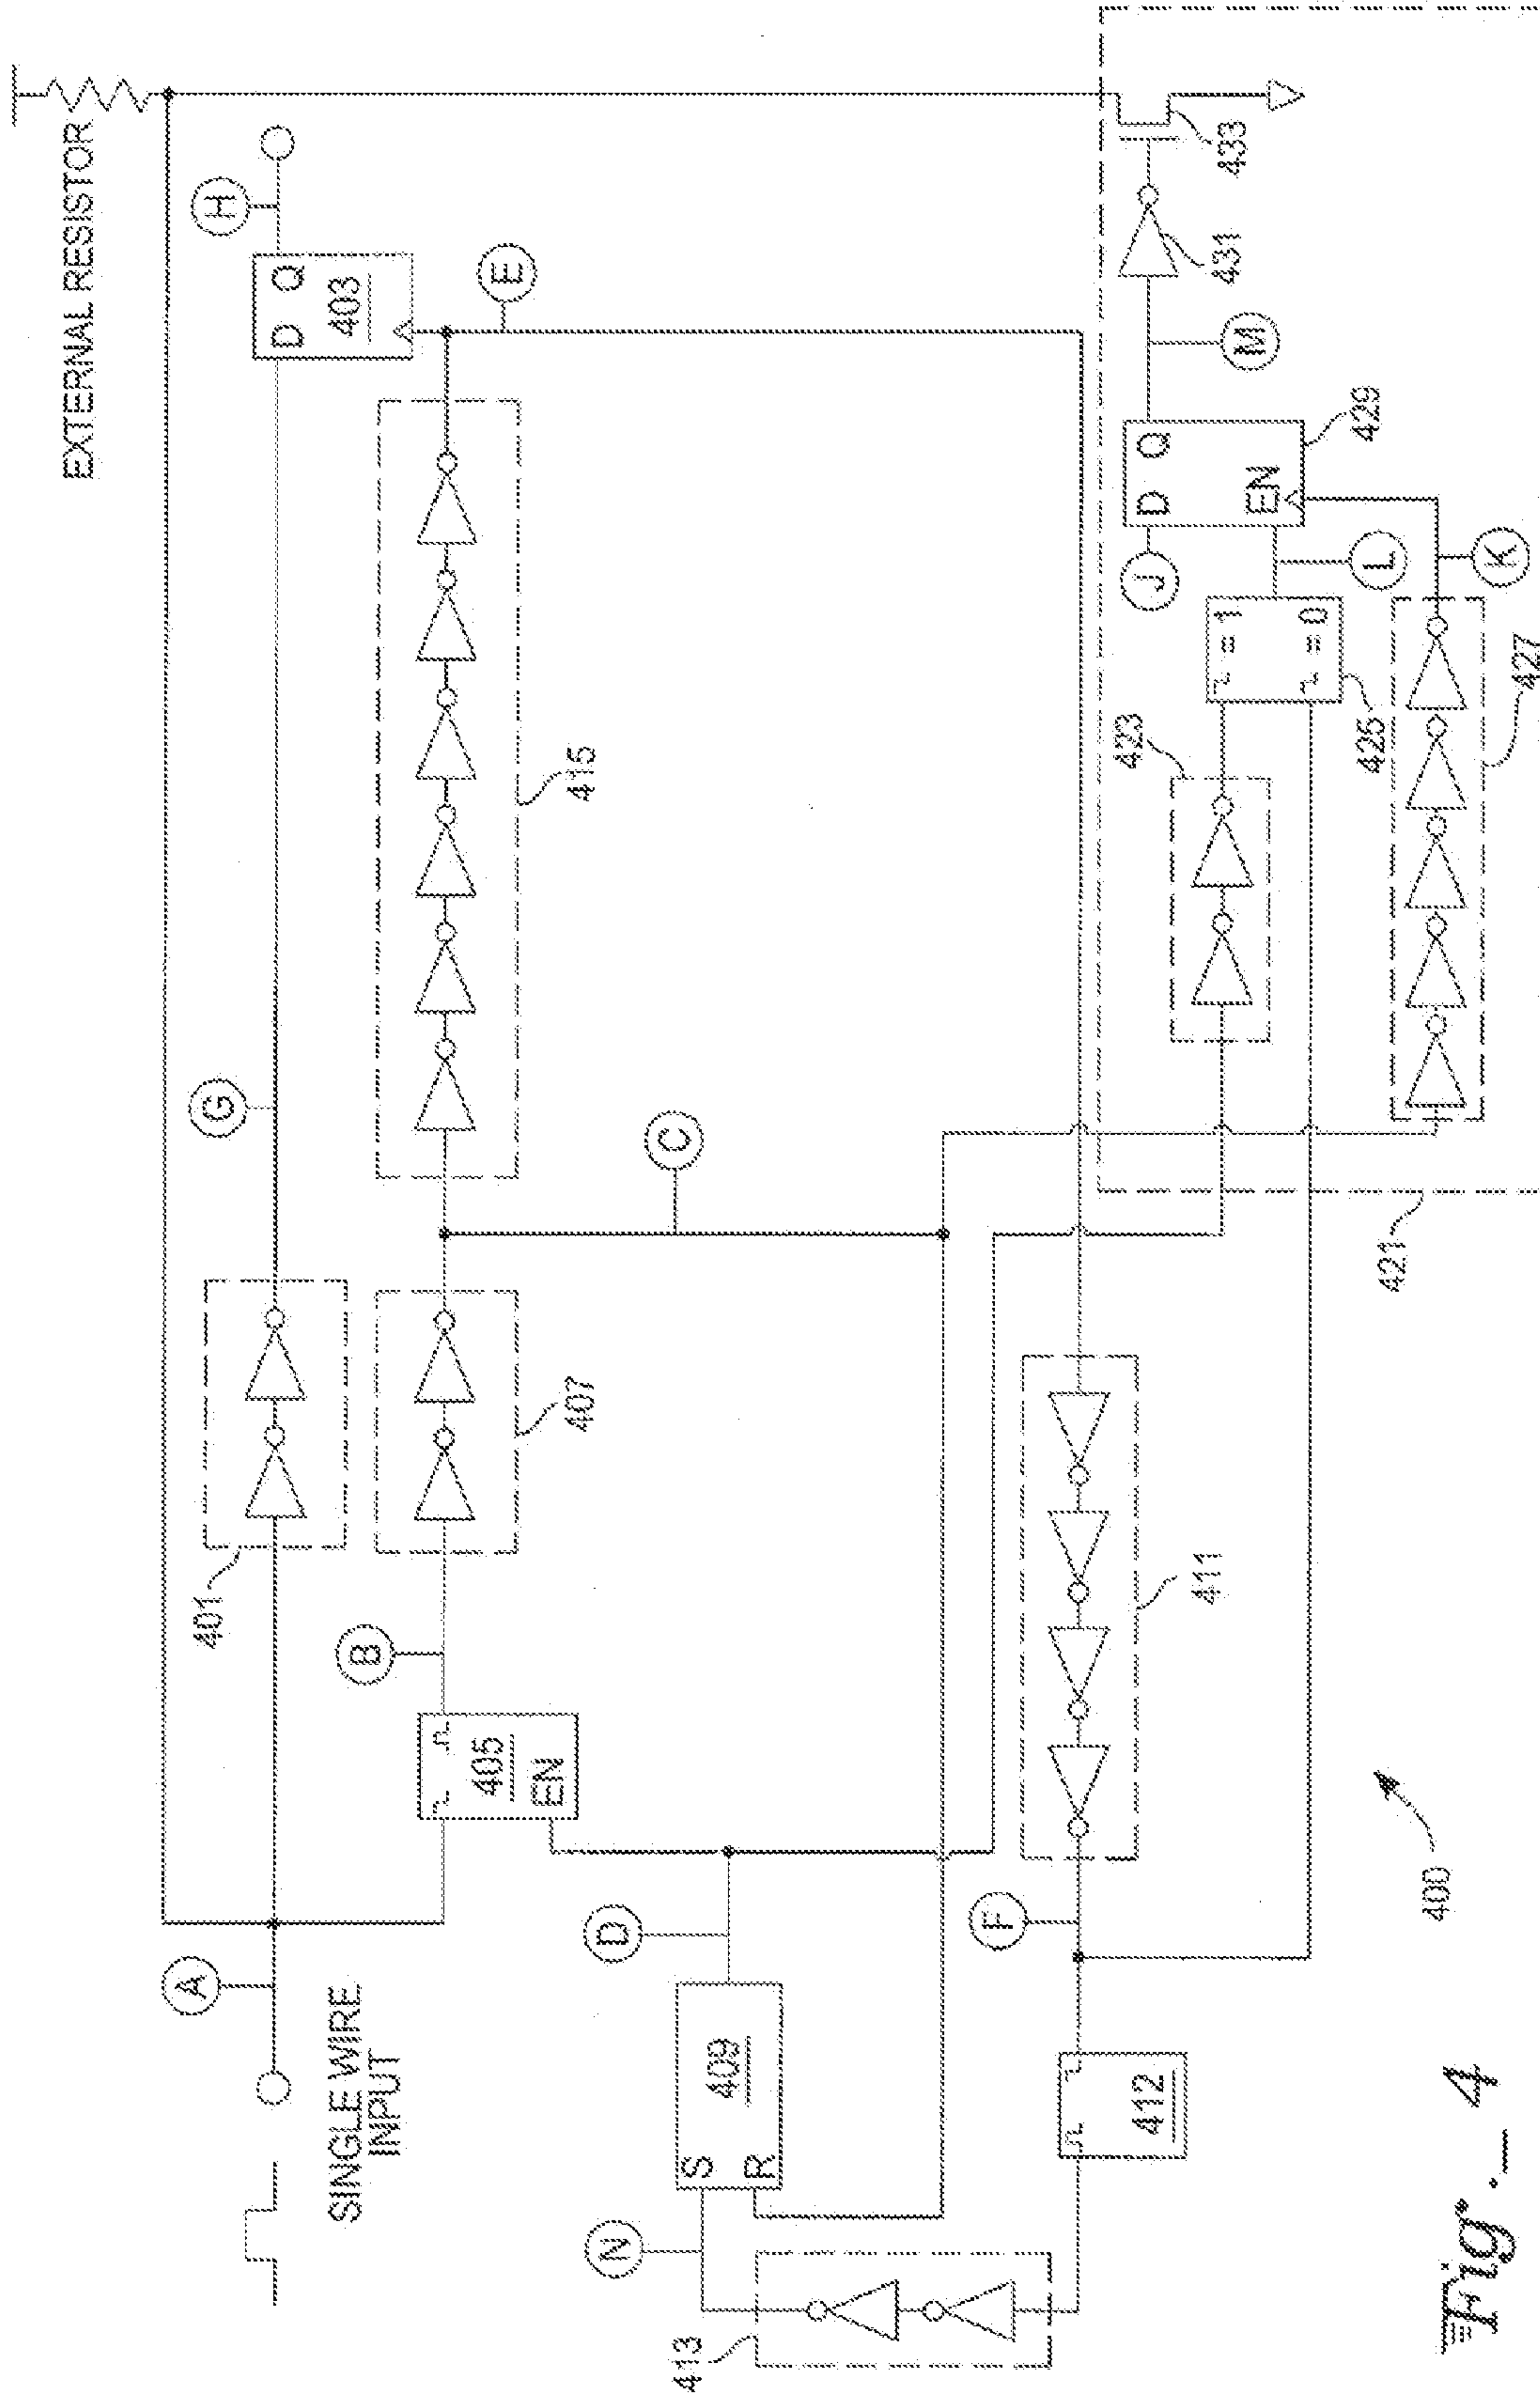 EXTERNAL RESISTOR
H
D Q
403
E
G
401
415
C
407
B
405
EN
A
SINGLE WIRE
INPUT
D
409
S
R
N
413
F
411
412
433
431
M
D Q
EN
429
J
L
K
= 1
= 0
423
425
427
421
400
Fig._ 4